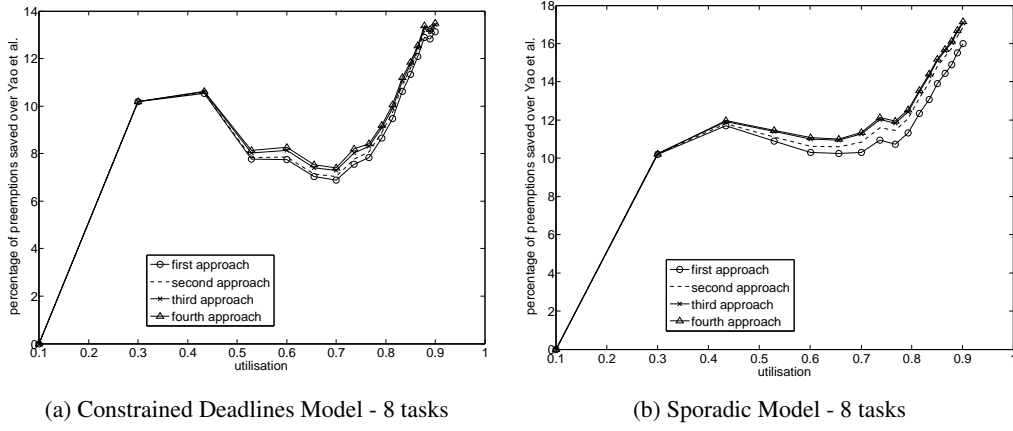 percentage of preemptions saved over Yao et al.
14
12
10
8
6
4
2
0
0.1
0.2
0.3
0.4
0.5
0.6
0.7
0.8
0.9
1
utilisation
first approach
second approach
third approach
fourth approach
(a) Constrained Deadlines Model - 8 tasks
percentage of preemptions saved over Yao et al.
18
16
14
12
10
8
6
4
2
0
0.1
0.2
0.3
0.4
0.5
0.6
0.7
0.8
0.9
1
utilisation
first approach
second approach
third approach
fourth approach
(b) Sporadic Model - 8 tasks